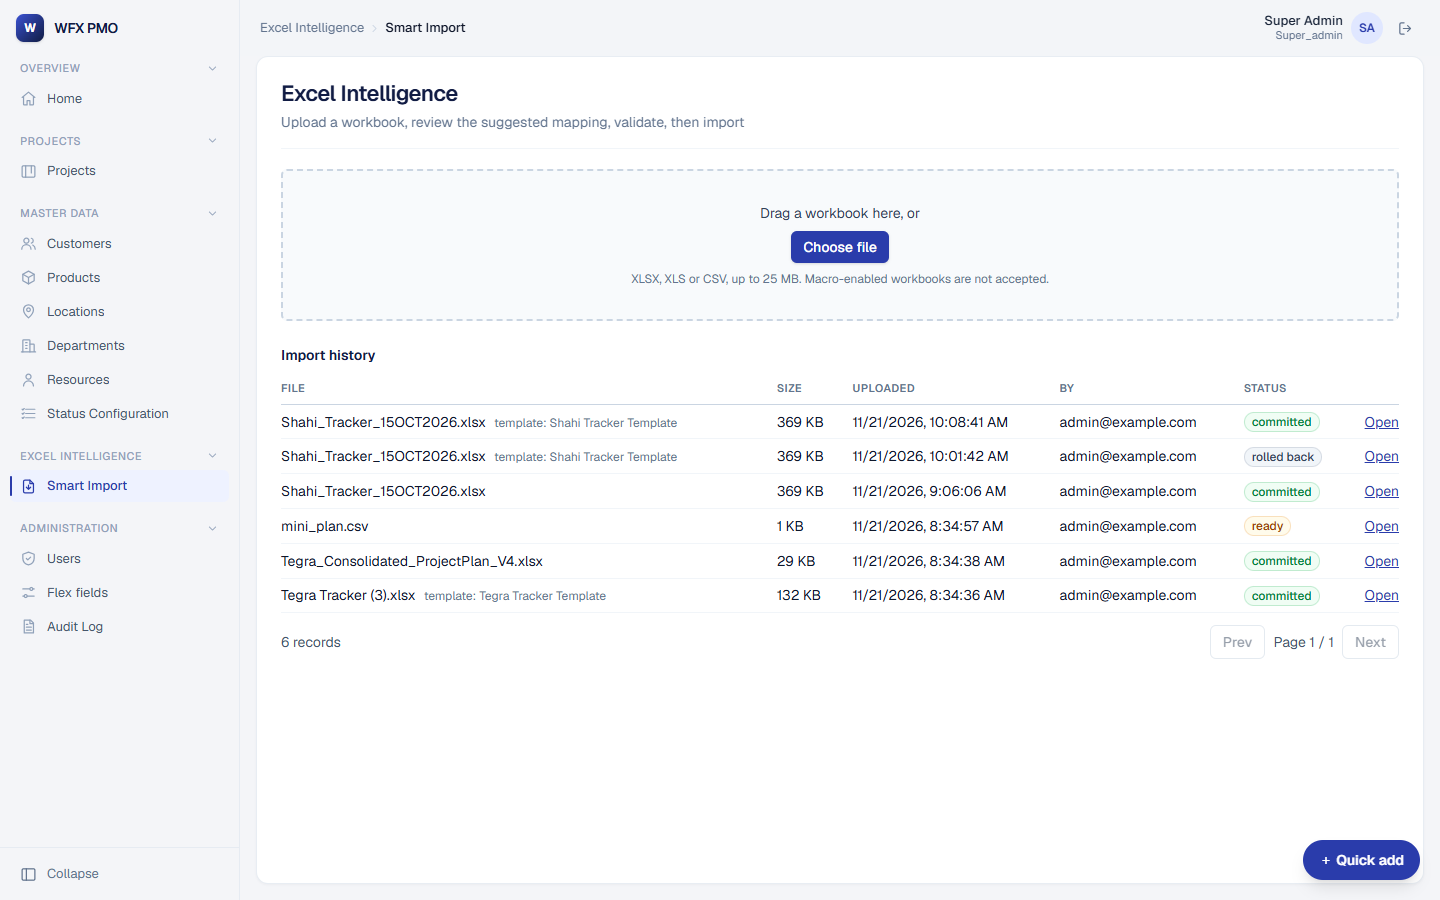 W WFX PMO
OVERVIEW
Home
PROJECTS
Projects
MASTER DATA
Customers
Products
Locations
Departments
Resources
Status Configuration
EXCEL INTELLIGENCE
Smart Import
ADMINISTRATION
Users
Flex fields
Audit Log
Collapse
Excel Intelligence › Smart Import
Super Admin
Super_admin
SA
Excel Intelligence
Upload a workbook, review the suggested mapping, validate, then import
Drag a workbook here, or
Choose file
XLSX, XLS or CSV, up to 25 MB. Macro-enabled workbooks are not accepted.
Import history
FILE SIZE UPLOADED BY STATUS
Shahi_Tracker_15OCT2026.xlsx template: Shahi Tracker Template 369 KB 11/21/2026, 10:08:41 AM admin@example.com committed Open
Shahi_Tracker_15OCT2026.xlsx template: Shahi Tracker Template 369 KB 11/21/2026, 10:01:42 AM admin@example.com rolled back Open
Shahi_Tracker_15OCT2026.xlsx 369 KB 11/21/2026, 9:06:06 AM admin@example.com committed Open
mini_plan.csv 1 KB 11/21/2026, 8:34:57 AM admin@example.com ready Open
Tegra_Consolidated_ProjectPlan_V4.xlsx 29 KB 11/21/2026, 8:34:38 AM admin@example.com committed Open
Tegra Tracker (3).xlsx template: Tegra Tracker Template 132 KB 11/21/2026, 8:34:36 AM admin@example.com committed Open
6 records Prev Page 1 / 1 Next
+ Quick add